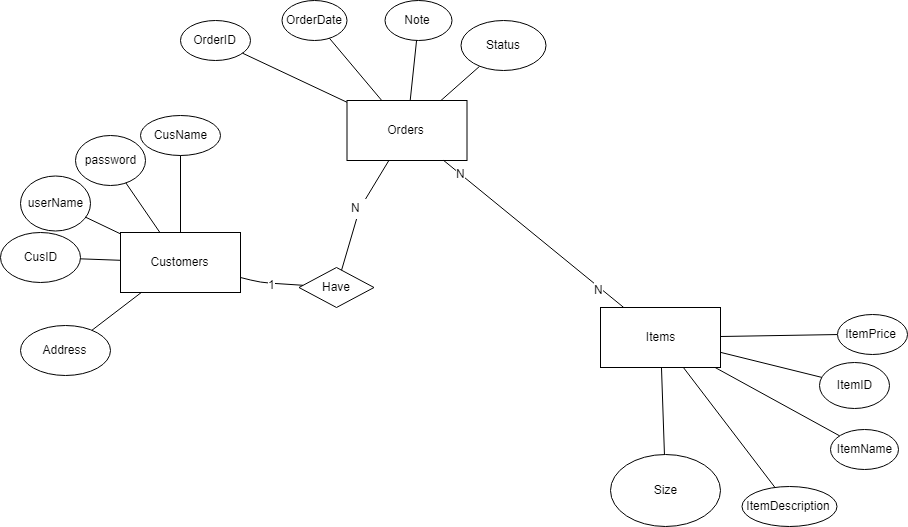 OrderDate
Note
OrderID
Status
Orders
CusName
password
userName
CusID
Customers
Address
N
N
1
Have
N
Items
ItemPrice
ItemID
ItemName
Size
ItemDescription